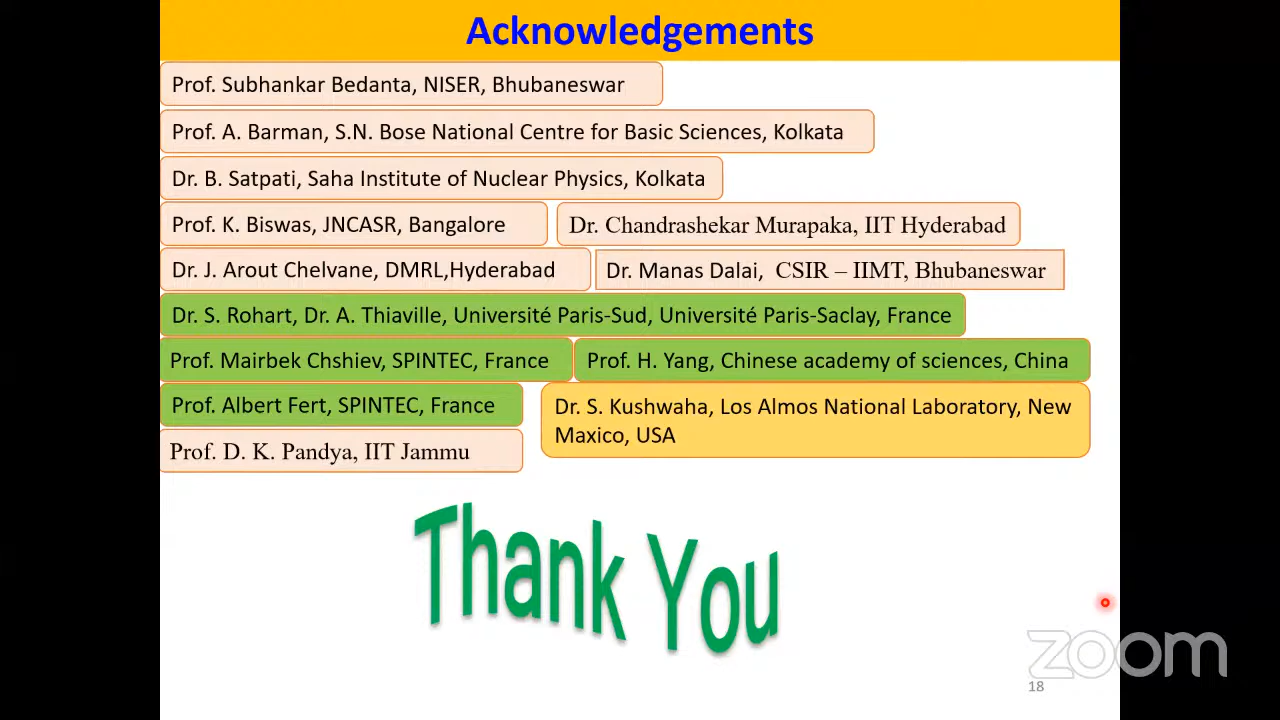 Acknowledgements
Prof. Subhankar Bedanta, NISER, Bhubaneswar
Prof. A. Barman, S.N. Bose National Centre for Basic Sciences, Kolkata
Dr. B. Satpati, Saha Institute of Nuclear Physics, Kolkata
Prof. K. Biswas, JNCASR, Bangalore
Dr. Chandrashekar Murapaka, IIT Hyderabad
Dr. J. Arout Chelvane, DMRL,Hyderabad
Dr. Manas Dalai, CSIR – IIMT, Bhubaneswar
Dr. S. Rohart, Dr. A. Thiaville, Université Paris-Sud, Université Paris-Saclay, France
Prof. Mairbek Chshiev, SPINTEC, France
Prof. H. Yang, Chinese academy of sciences, China
Prof. Albert Fert, SPINTEC, France
Dr. S. Kushwaha, Los Almos National Laboratory, New
Maxico, USA
Prof. D. K. Pandya, IIT Jammu
Thank You
zoom
18